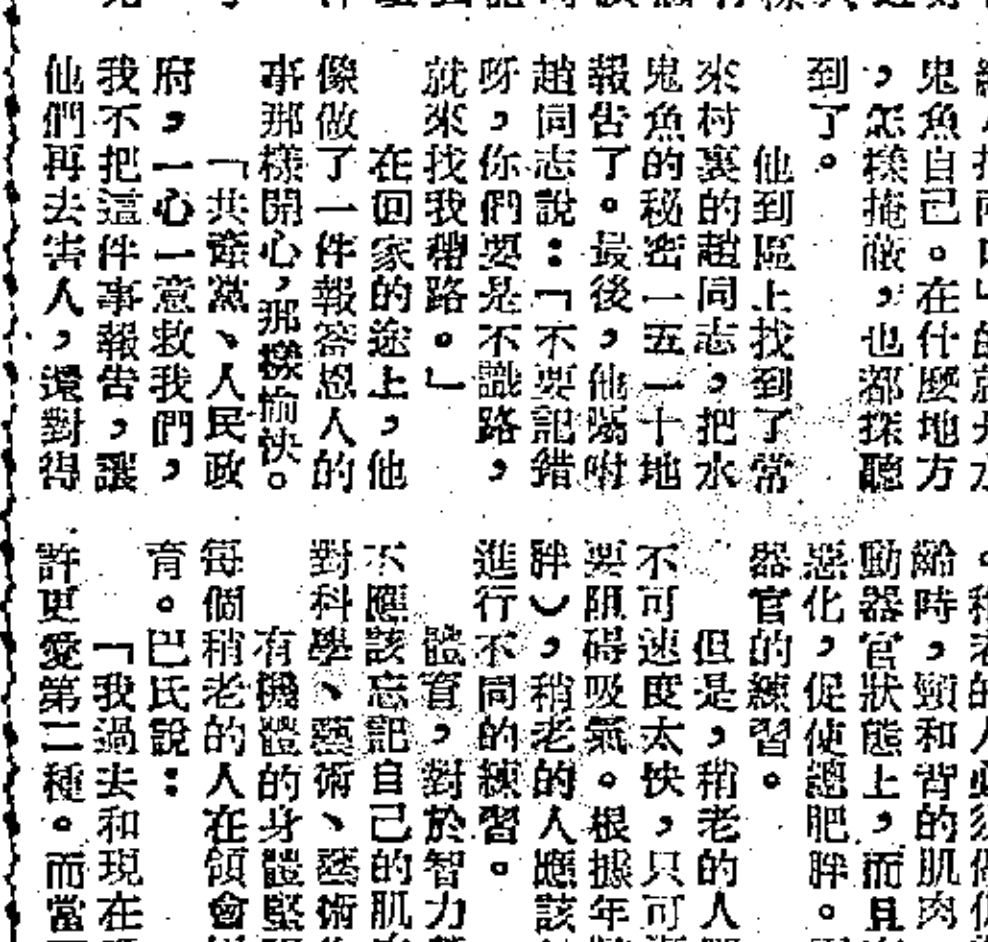 鬼魚自己。在什麼地方
，怎樣掩蔽，也都探聽
到了。
他到區上找到了常
來村裏的趙同志，把水
鬼魚的秘密一五一十地
報告了。最後，他囑咐
趙同志說：「不要記錯
呀，你們要是不識路，
就來找我帶路。」
在回家的途上，他
像做了一件報答恩人的
事那樣開心，那樣愉快。
「共產黨、人民政
府，一心一意救我們，
我不把這件事報告，讓
他們再去害人，還對得
齡時，頸和背的肌肉
動器官狀態上，而且
惡化，促使總肥胖。
器官的練習。
但是，稍老的人
不可速度太快，只可
要阻碍吸氣。根據年
胖），稍老的人應該
進行不同的練習。
體育，對於智力
不應該忘記自己的肌
對科學、藝術、藝術
有機體的身體堅
每個稍老的人在領會
育。巴氏說：
「我過去和現在
許更愛第二種。而當